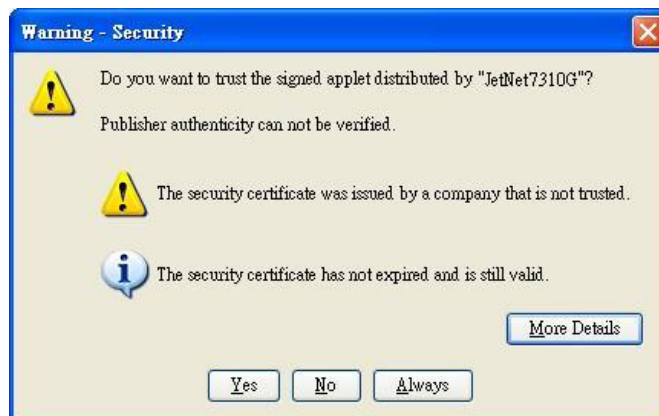 Warning - Security
Do you want to trust the signed applet distributed by "JetNet7310G"?
Publisher authenticity can not be verified.
The security certificate was issued by a company that is not trusted.
The security certificate has not expired and is still valid.
More Details
Yes
No
Always